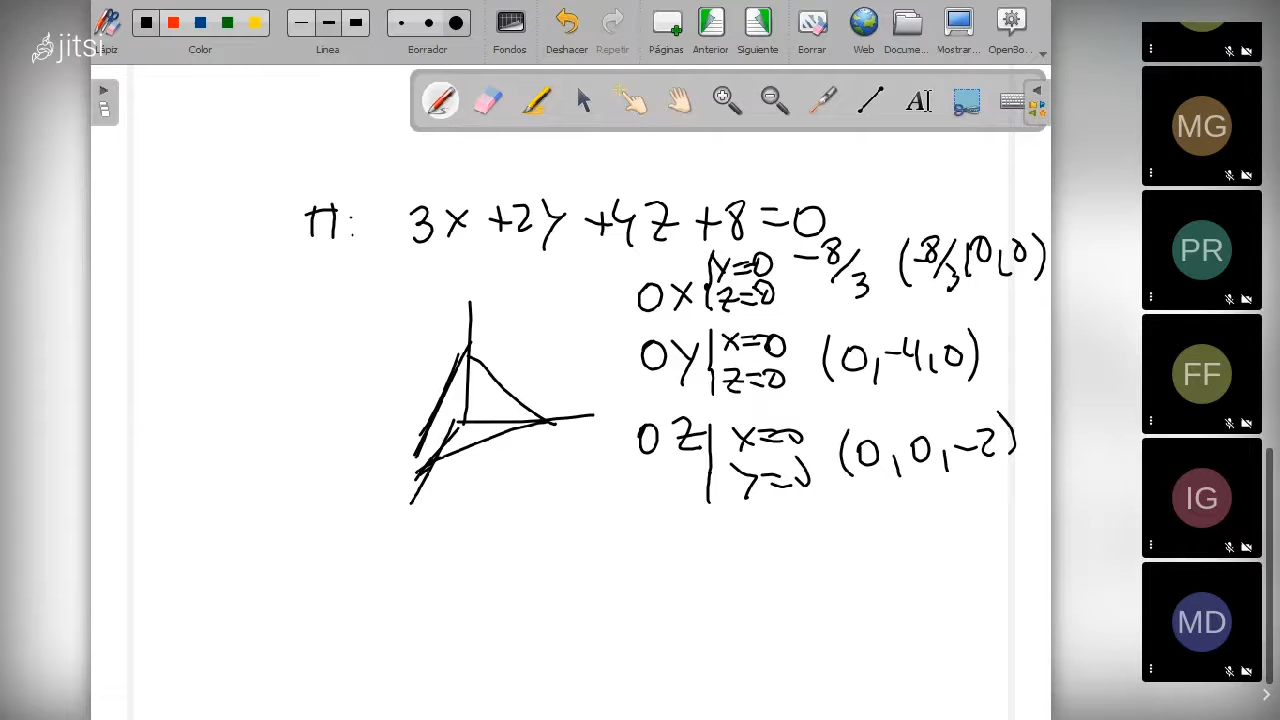 jitsi
Lápiz Color Línea Borrador Fondos Deshacer Repetir Páginas Anterior Siguiente Borrar Web Docume... Mostrar... OpenBo...
π: 3x +2y +4z +8 =0
OX | y=0 z=0 -8/3 (-8/3, 0, 0)
OY | x=0 z=0 (0, -4, 0)
OZ | x=0 y=0 (0, 0, -2)
MG
PR
FF
IG
MD